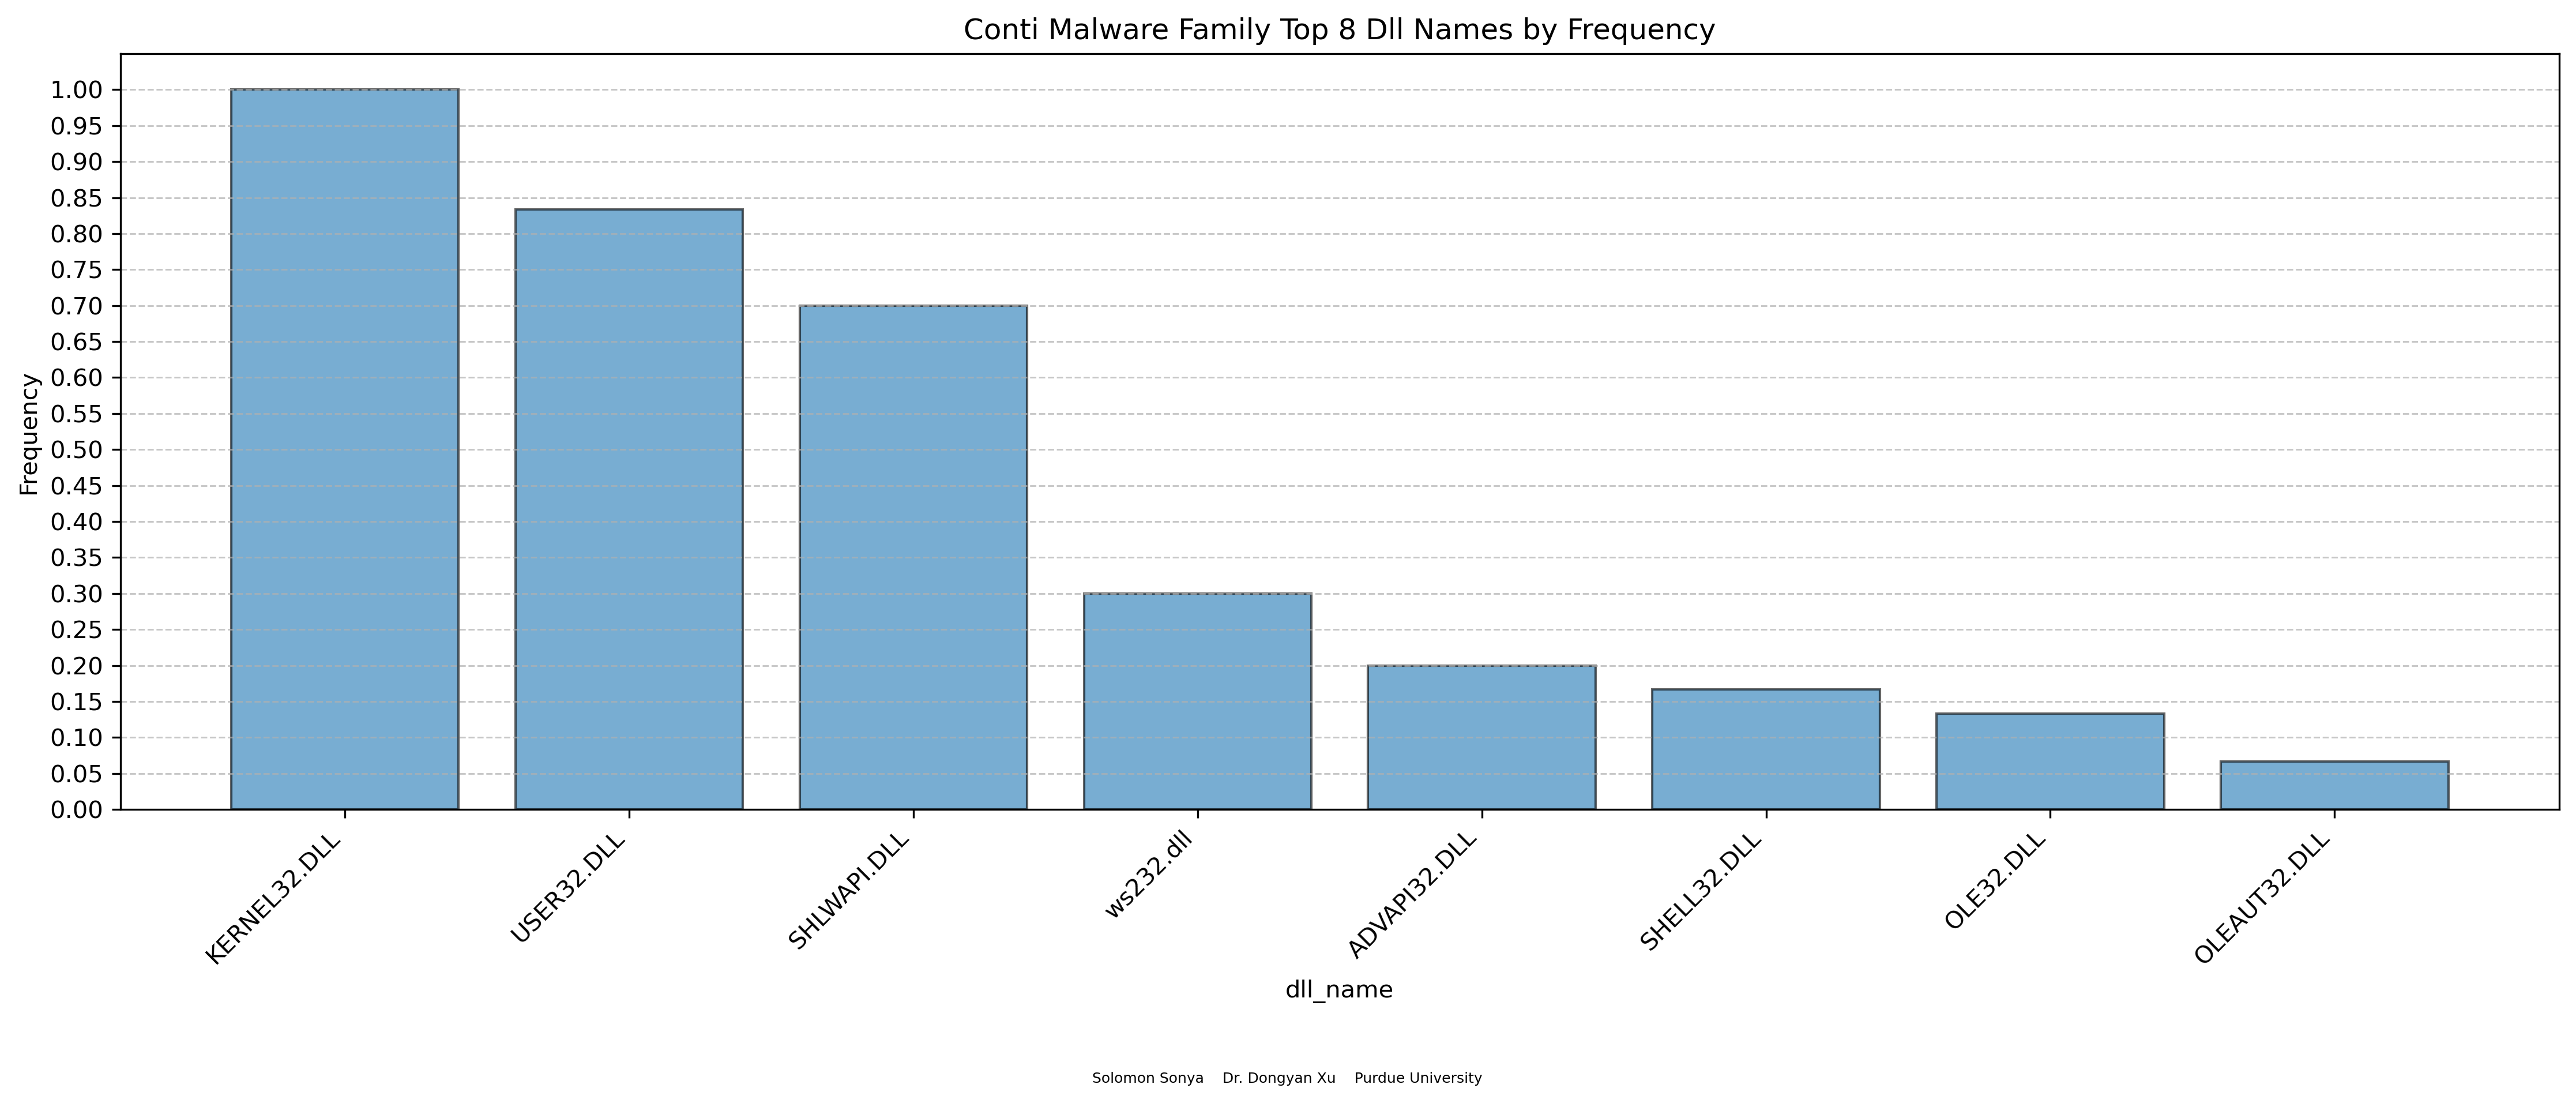 Conti Malware Family Top 8 Dll Names by Frequency
1.00
0.95
0.90
0.85
0.80
0.75
0.70
0.65
0.60
0.55
0.50
0.45
0.40
0.35
0.30
0.25
0.20
0.15
0.10
0.05
0.00
Frequency
KERNEL32.DLL
USER32.DLL
SHLWAPI.DLL
ws232.dll
ADVAPI32.DLL
SHELL32.DLL
OLE32.DLL
OLEAUT32.DLL
dll_name
Solomon Sonya Dr. Dongyan Xu Purdue University